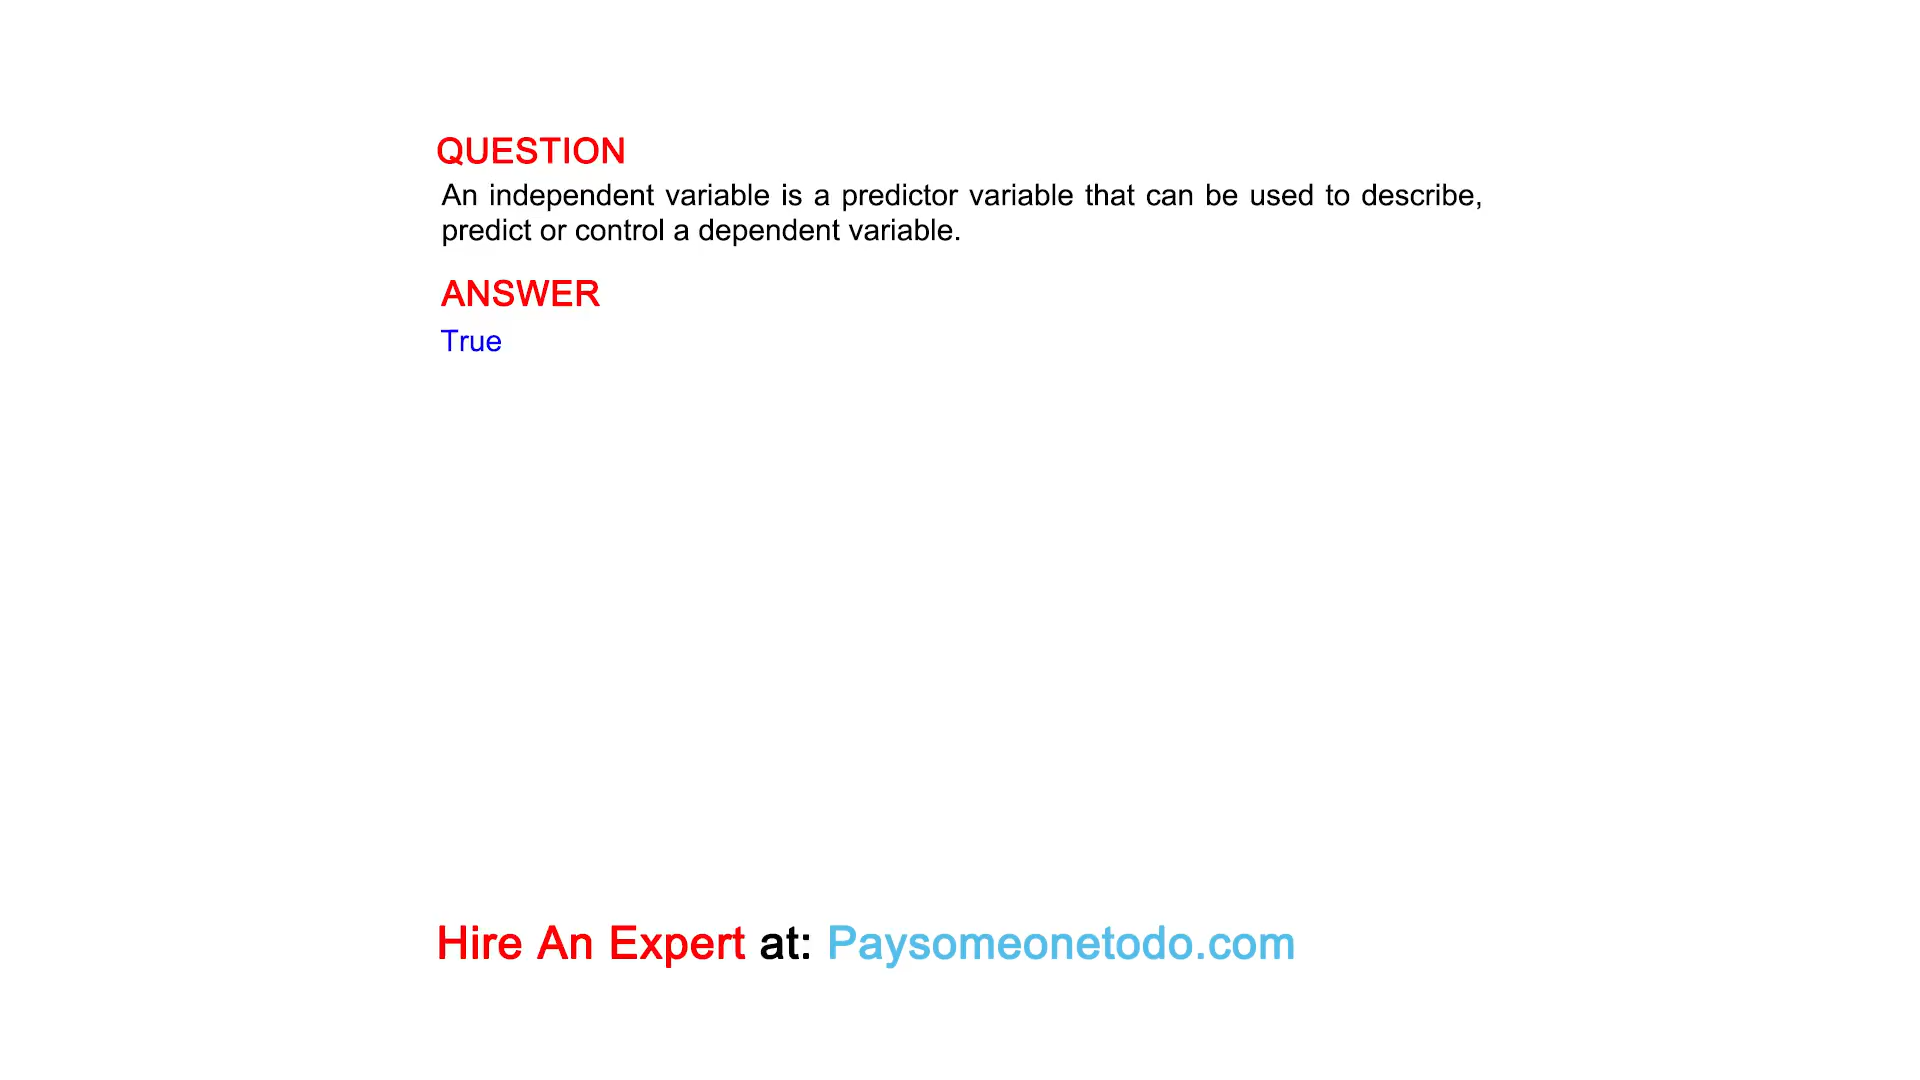 QUESTION
An independent variable is a predictor variable that can be used to describe,
predict or control a dependent variable.
ANSWER
True
Hire An Expert at: Paysomeonetodo.com